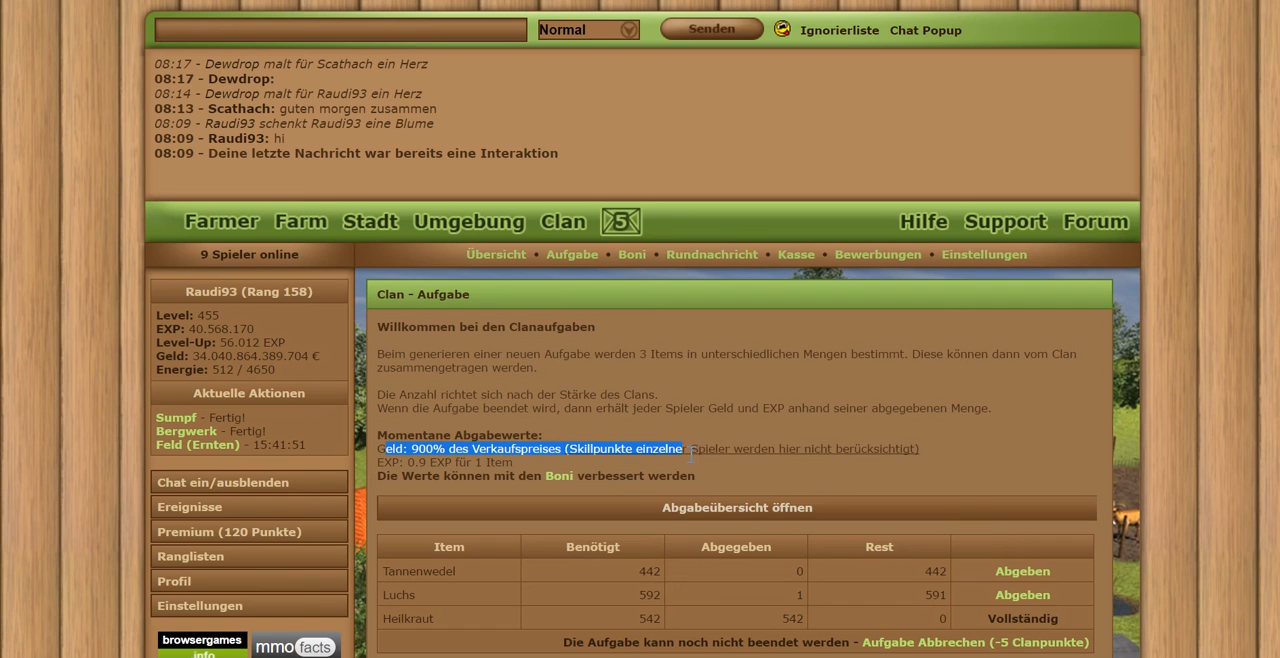 Normal
Senden
Ignorierliste
Chat Popup
08:17 - Dewdrop malt für Scathach ein Herz
08:17 - Dewdrop:
08:14 - Dewdrop malt für Raudi93 ein Herz
08:13 - Scathach: guten morgen zusammen
08:09 - Raudi93 schenkt Raudi93 eine Blume
08:09 - Raudi93: hi
08:09 - Deine letzte Nachricht war bereits eine Interaktion
Farmer Farm Stadt Umgebung Clan 5 Hilfe Support Forum
9 Spieler online
Übersicht • Aufgabe • Boni • Rundnachricht • Kasse • Bewerbungen • Einstellungen
Raudi93 (Rang 158)
Level: 455
EXP: 40.568.170
Level-Up: 56.012 EXP
Geld: 34.040.864.389.704 €
Energie: 512 / 4650
Aktuelle Aktionen
Sumpf - Fertig!
Bergwerk - Fertig!
Feld (Ernten) - 15:41:51
Chat ein/ausblenden
Ereignisse
Premium (120 Punkte)
Ranglisten
Profil
Einstellungen
browsergames
info
mmofacts
Clan - Aufgabe
Willkommen bei den Clanaufgaben
Beim generieren einer neuen Aufgabe werden 3 Items in unterschiedlichen Mengen bestimmt. Diese können dann vom Clan
zusammengetragen werden.
Die Anzahl richtet sich nach der Stärke des Clans.
Wenn die Aufgabe beendet wird, dann erhält jeder Spieler Geld und EXP anhand seiner abgegebenen Menge.
Momentane Abgabewerte:
Geld: 900% des Verkaufspreises (Skillpunkte einzelner Spieler werden hier nicht berücksichtigt)
EXP: 0.9 EXP für 1 Item
Die Werte können mit den Boni verbessert werden
Abgabeübersicht öffnen
Item Benötigt Abgegeben Rest
Tannenwedel 442 0 442 Abgeben
Luchs 592 1 591 Abgeben
Heilkraut 542 542 0 Vollständig
Die Aufgabe kann noch nicht beendet werden - Aufgabe Abbrechen (-5 Clanpunkte)